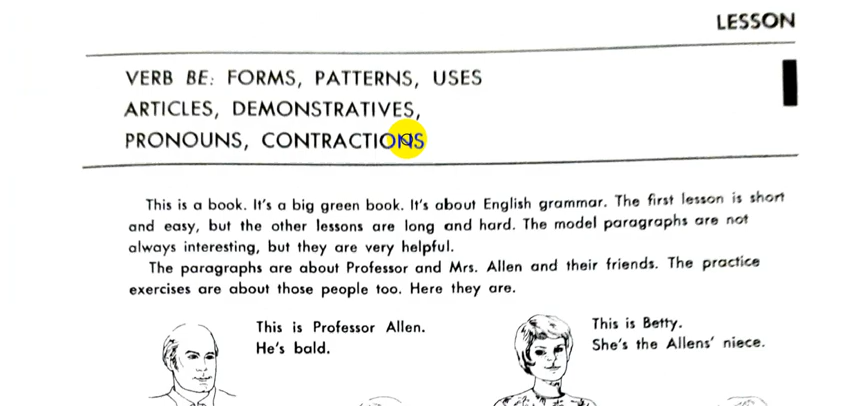 LESSON
VERB BE: FORMS, PATTERNS, USES
ARTICLES, DEMONSTRATIVES,
PRONOUNS, CONTRACTIONS
1
This is a book. It's a big green book. It's about English grammar. The first lesson is short
and easy, but the other lessons are long and hard. The model paragraphs are not
always interesting, but they are very helpful.
The paragraphs are about Professor and Mrs. Allen and their friends. The practice
exercises are about those people too. Here they are.
This is Professor Allen.
He's bald.
This is Betty.
She's the Allens' niece.